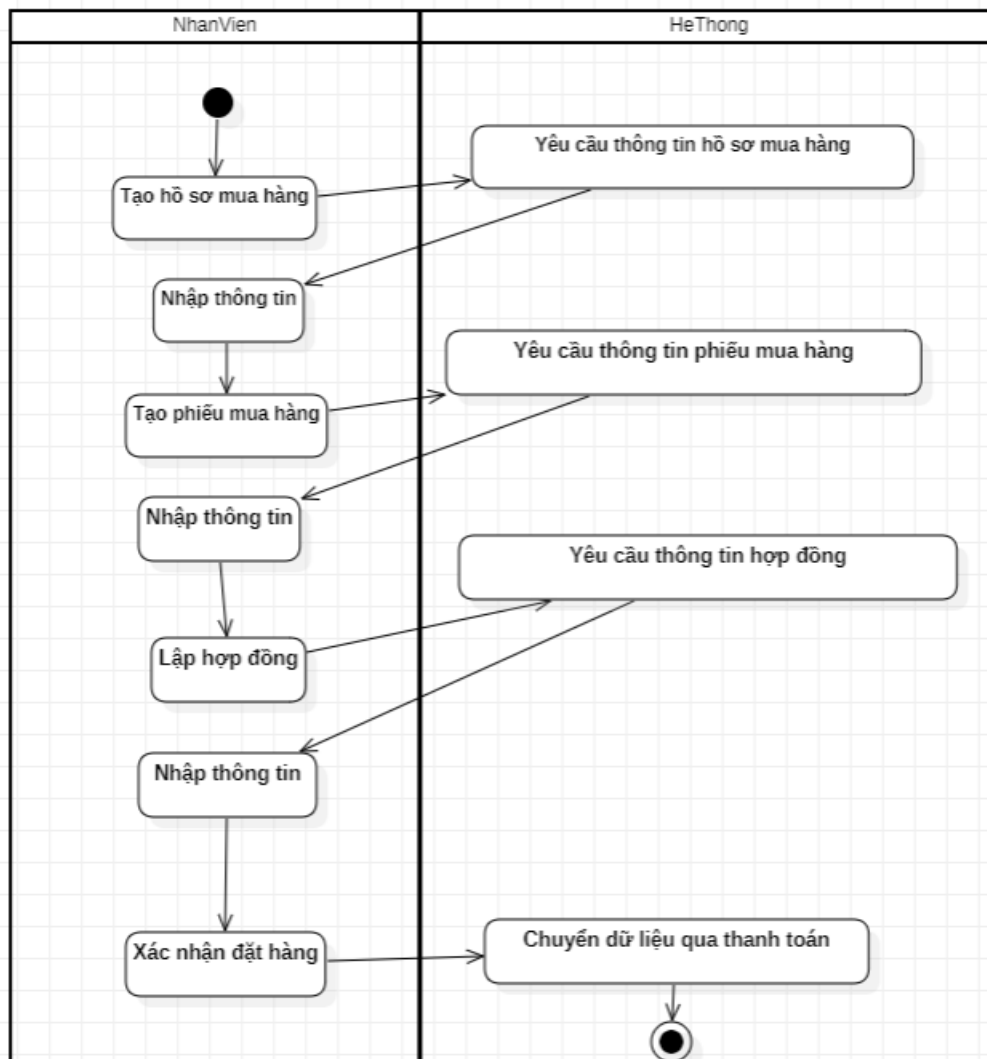 NhanVien
HeThong
Yêu cầu thông tin hồ sơ mua hàng
Tạo hồ sơ mua hàng
Nhập thông tin
Yêu cầu thông tin phiếu mua hàng
Tạo phiếu mua hàng
Nhập thông tin
Yêu cầu thông tin hợp đồng
Lập hợp đồng
Nhập thông tin
Xác nhận đặt hàng
Chuyển dữ liệu qua thanh toán